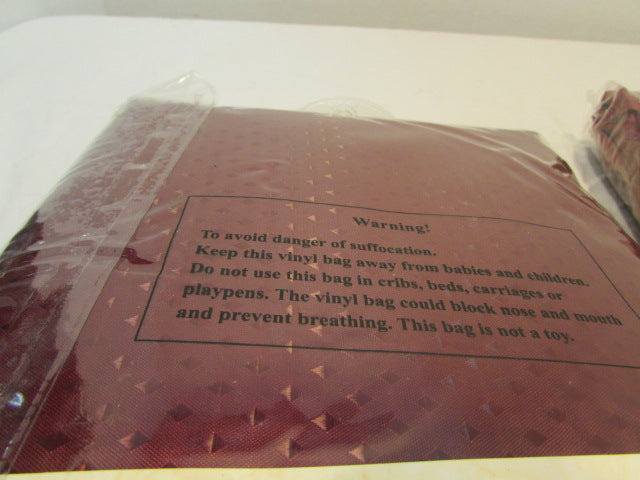 Warning!
To avoid danger of suffocation.
Keep this vinyl bag away from babies and children.
Do not use this bag in cribs, beds, carriages or
playpens. The vinyl bag could block nose and mouth
and prevent breathing. This bag is not a toy.